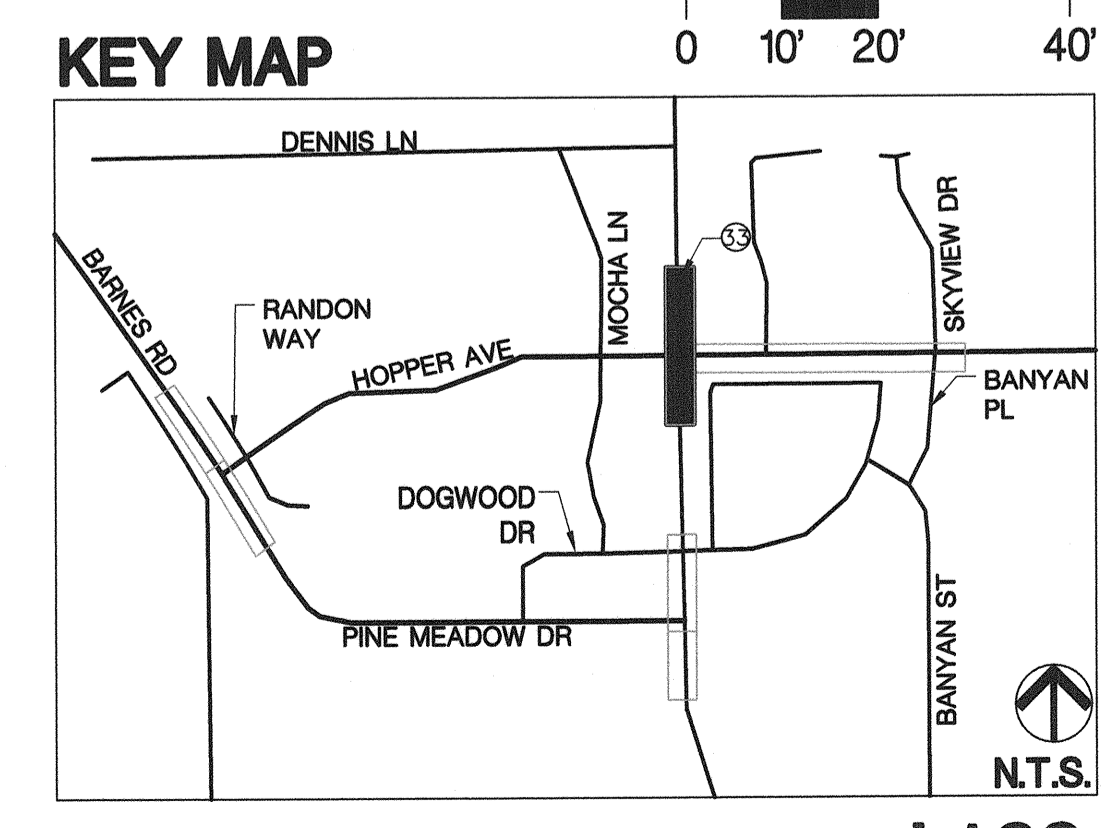 0 10' 20' 40'
KEY MAP
DENNIS LN
BARNES RD
RANDON
WAY
HOPPER AVE
MOCHA LN
33
SKYVIEW DR
BANYAN
PL
DOGWOOD
DR
PINE MEADOW DR
BANYAN ST
N.T.S.